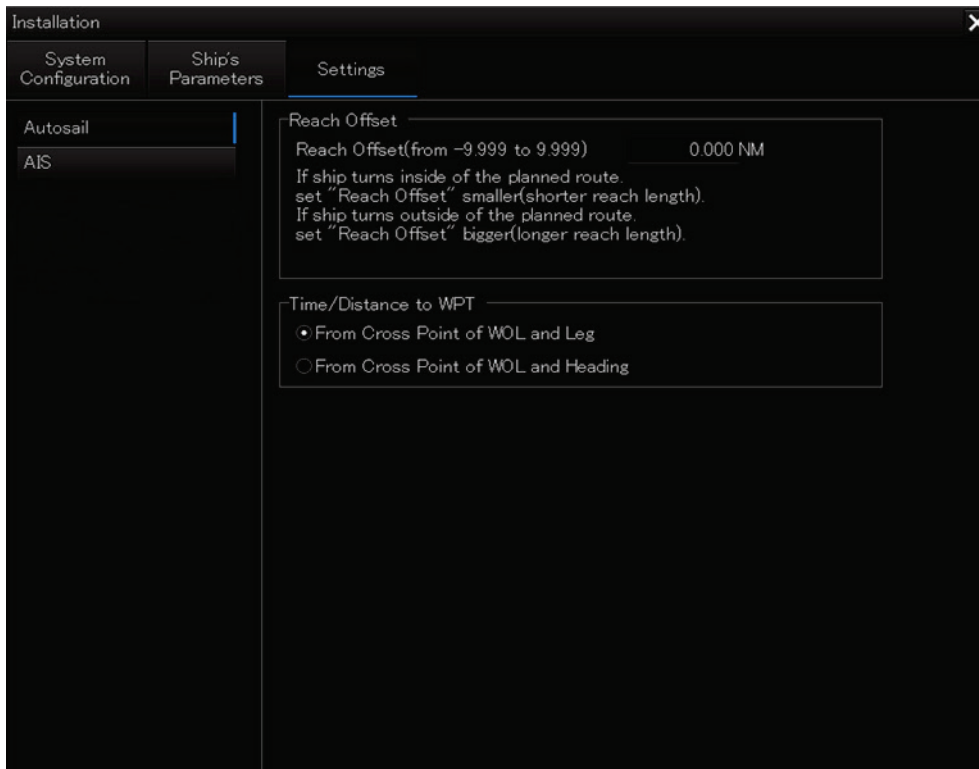 Installation
System
Configuration
Ship's
Parameters
Settings
Autosail
AIS
Reach Offset
Reach Offset(from -9.999 to 9.999) 0.000 NM
If ship turns inside of the planned route.
set "Reach Offset" smaller(shorter reach length).
If ship turns outside of the planned route.
set "Reach Offset" bigger(longer reach length).
Time/Distance to WPT
From Cross Point of WOL and Leg
From Cross Point of WOL and Heading